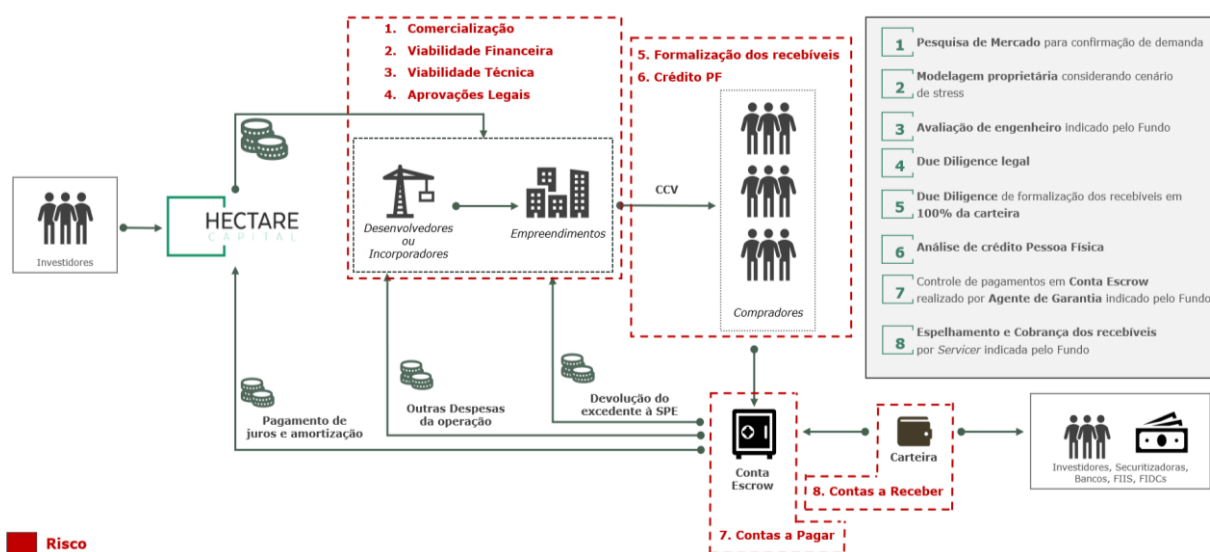 1. Comercialização
2. Viabilidade Financeira
3. Viabilidade Técnica
4. Aprovações Legais
5. Formalização dos recebíveis
6. Crédito PF
Investidores
HECTARE
CAPITAL
Desenvolvedores
ou
Incorporadores
Empreendimentos
CCV
Compradores
1 Pesquisa de Mercado para confirmação de demanda
2 Modelagem proprietária considerando cenário
de stress
3 Avaliação de engenheiro indicado pelo Fundo
4 Due Diligence legal
5 Due Diligence de formalização dos recebíveis em
100% da carteira
6 Análise de crédito Pessoa Física
7 Controle de pagamentos em Conta Escrow
realizado por Agente de Garantia indicado pelo Fundo
8 Espelhamento e Cobrança dos recebíveis
por Servicer indicada pelo Fundo
Pagamento de
juros e amortização
Outras Despesas
da operação
Devolução do
excedente à SPE
Conta
Escrow
Carteira
Investidores, Securitizadoras,
Bancos, FIIS, FIDCs
8. Contas a Receber
7. Contas a Pagar
Risco